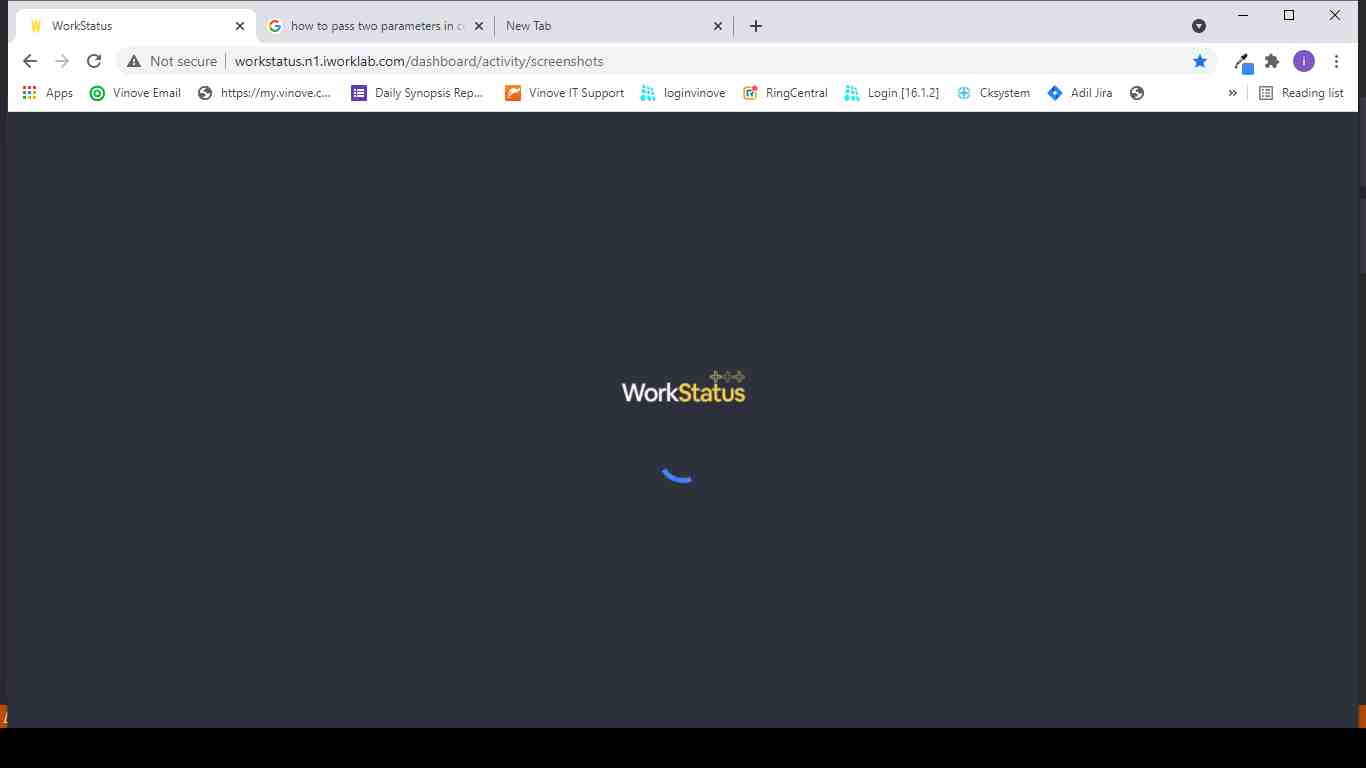 WorkStatus
how to pass two parameters in c
New Tab
Not secure
workstatus.n1.iworklab.com/dashboard/activity/screenshots
Apps
Vinove Email
https://my.vinove.c...
Daily Synopsis Rep...
Vinove IT Support
loginvinove
RingCentral
Login [16.1.2]
Cksystem
Adil Jira
»
Reading list
WorkStatus